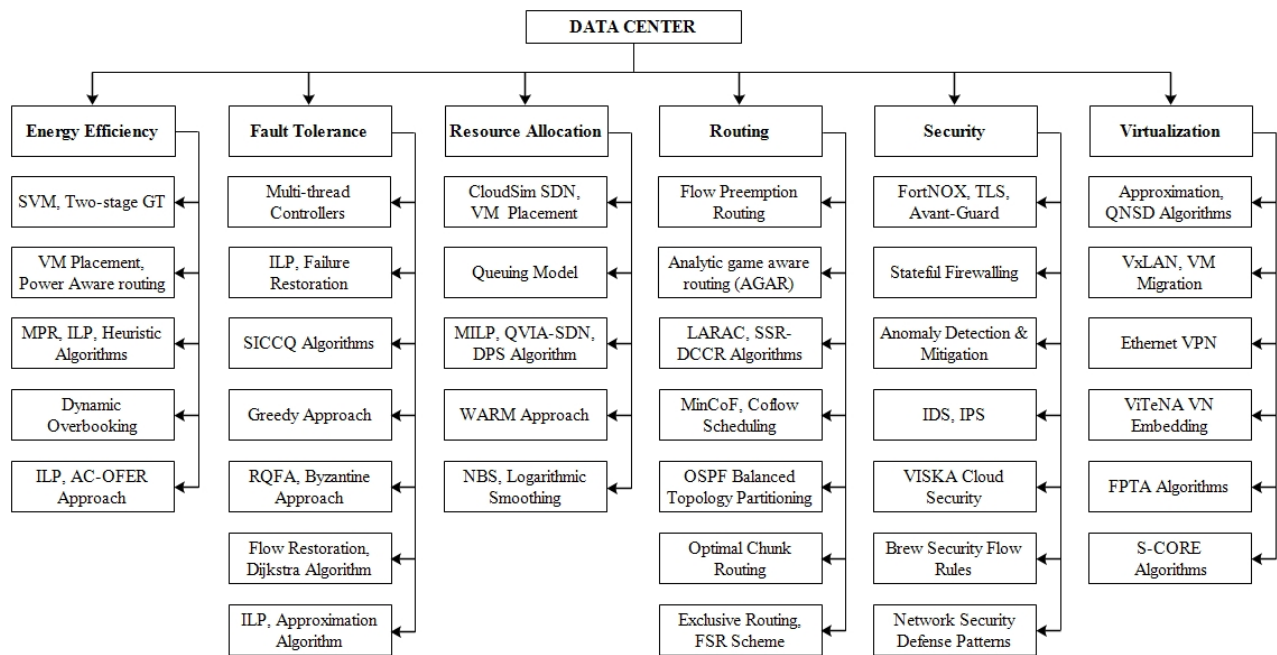 DATA CENTER
Energy Efficiency
SVM, Two-stage GT
VM Placement,
Power Aware routing
MPR, ILP, Heuristic
Algorithms
Dynamic
Overbooking
ILP, AC-OFER
Approach
Fault Tolerance
Multi-thread
Controllers
ILP, Failure
Restoration
SICCQ Algorithms
Greedy Approach
RQFA, Byzantine
Approach
Flow Restoration,
Dijkstra Algorithm
ILP, Approximation
Algorithm
Resource Allocation
CloudSim SDN,
VM Placement
Queuing Model
MILP, QVIA-SDN,
DPS Algorithm
WARM Approach
NBS, Logarithmic
Smoothing
Routing
Flow Preemption
Routing
Analytic game aware
routing (AGAR)
LARAC, SSR-
DCCR Algorithms
MinCoF, Coflow
Scheduling
OSPF Balanced
Topology Partitioning
Optimal Chunk
Routing
Exclusive Routing,
FSR Scheme
Security
FortNOX, TLS,
Avant-Guard
Stateful Firewalling
Anomaly Detection &
Mitigation
IDS, IPS
VISKA Cloud
Security
Brew Security Flow
Rules
Network Security
Defense Patterns
Virtualization
Approximation,
QNSD Algorithms
VxLAN, VM
Migration
Ethernet VPN
ViTeNA VN
Embedding
FPTA Algorithms
S-CORE
Algorithms